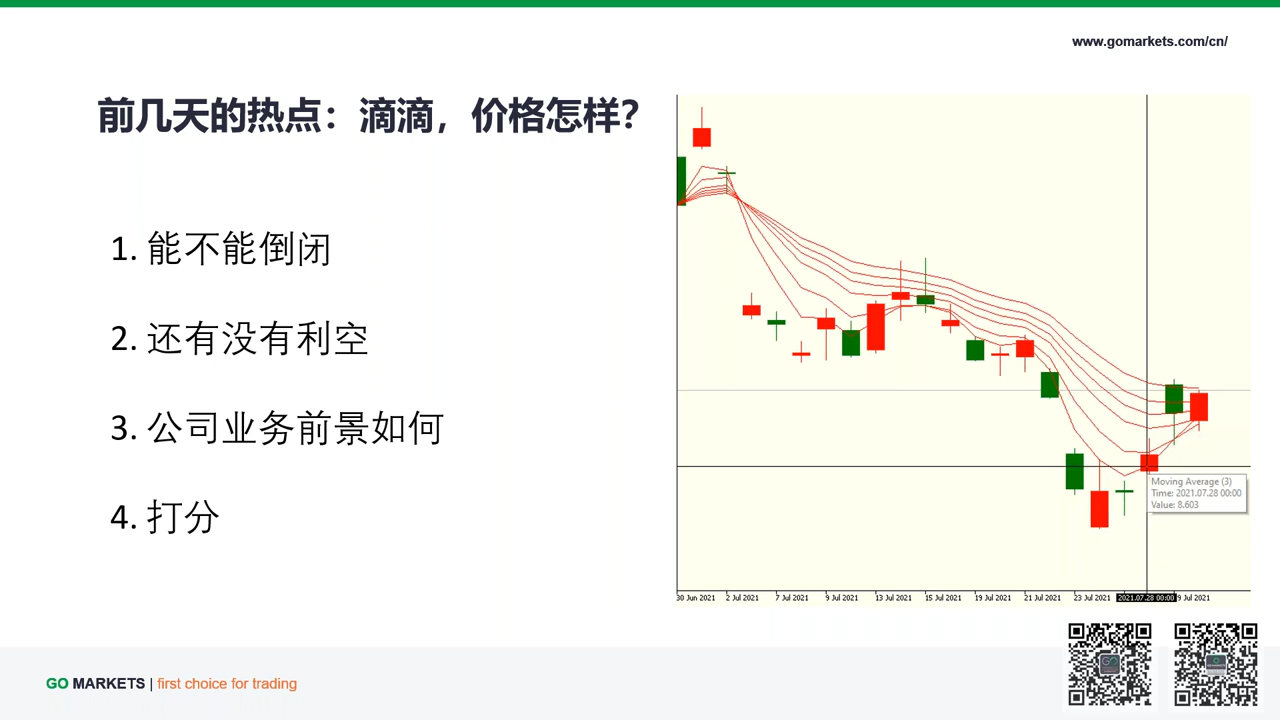 www.gomarkets.com/cn/
前几天的热点：滴滴，价格怎样？
1. 能不能倒闭
2. 还有没有利空
3. 公司业务前景如何
4. 打分
Moving Average (3)
Time: 2021.07.28 00:00
Value: 8.603
30 Jun 2021 2 Jul 2021 7 Jul 2021 9 Jul 2021 13 Jul 2021 15 Jul 2021 19 Jul 2021 21 Jul 2021 23 Jul 2021 2021.07.28 00:00 9 Jul 2021
GO MARKETS | first choice for trading